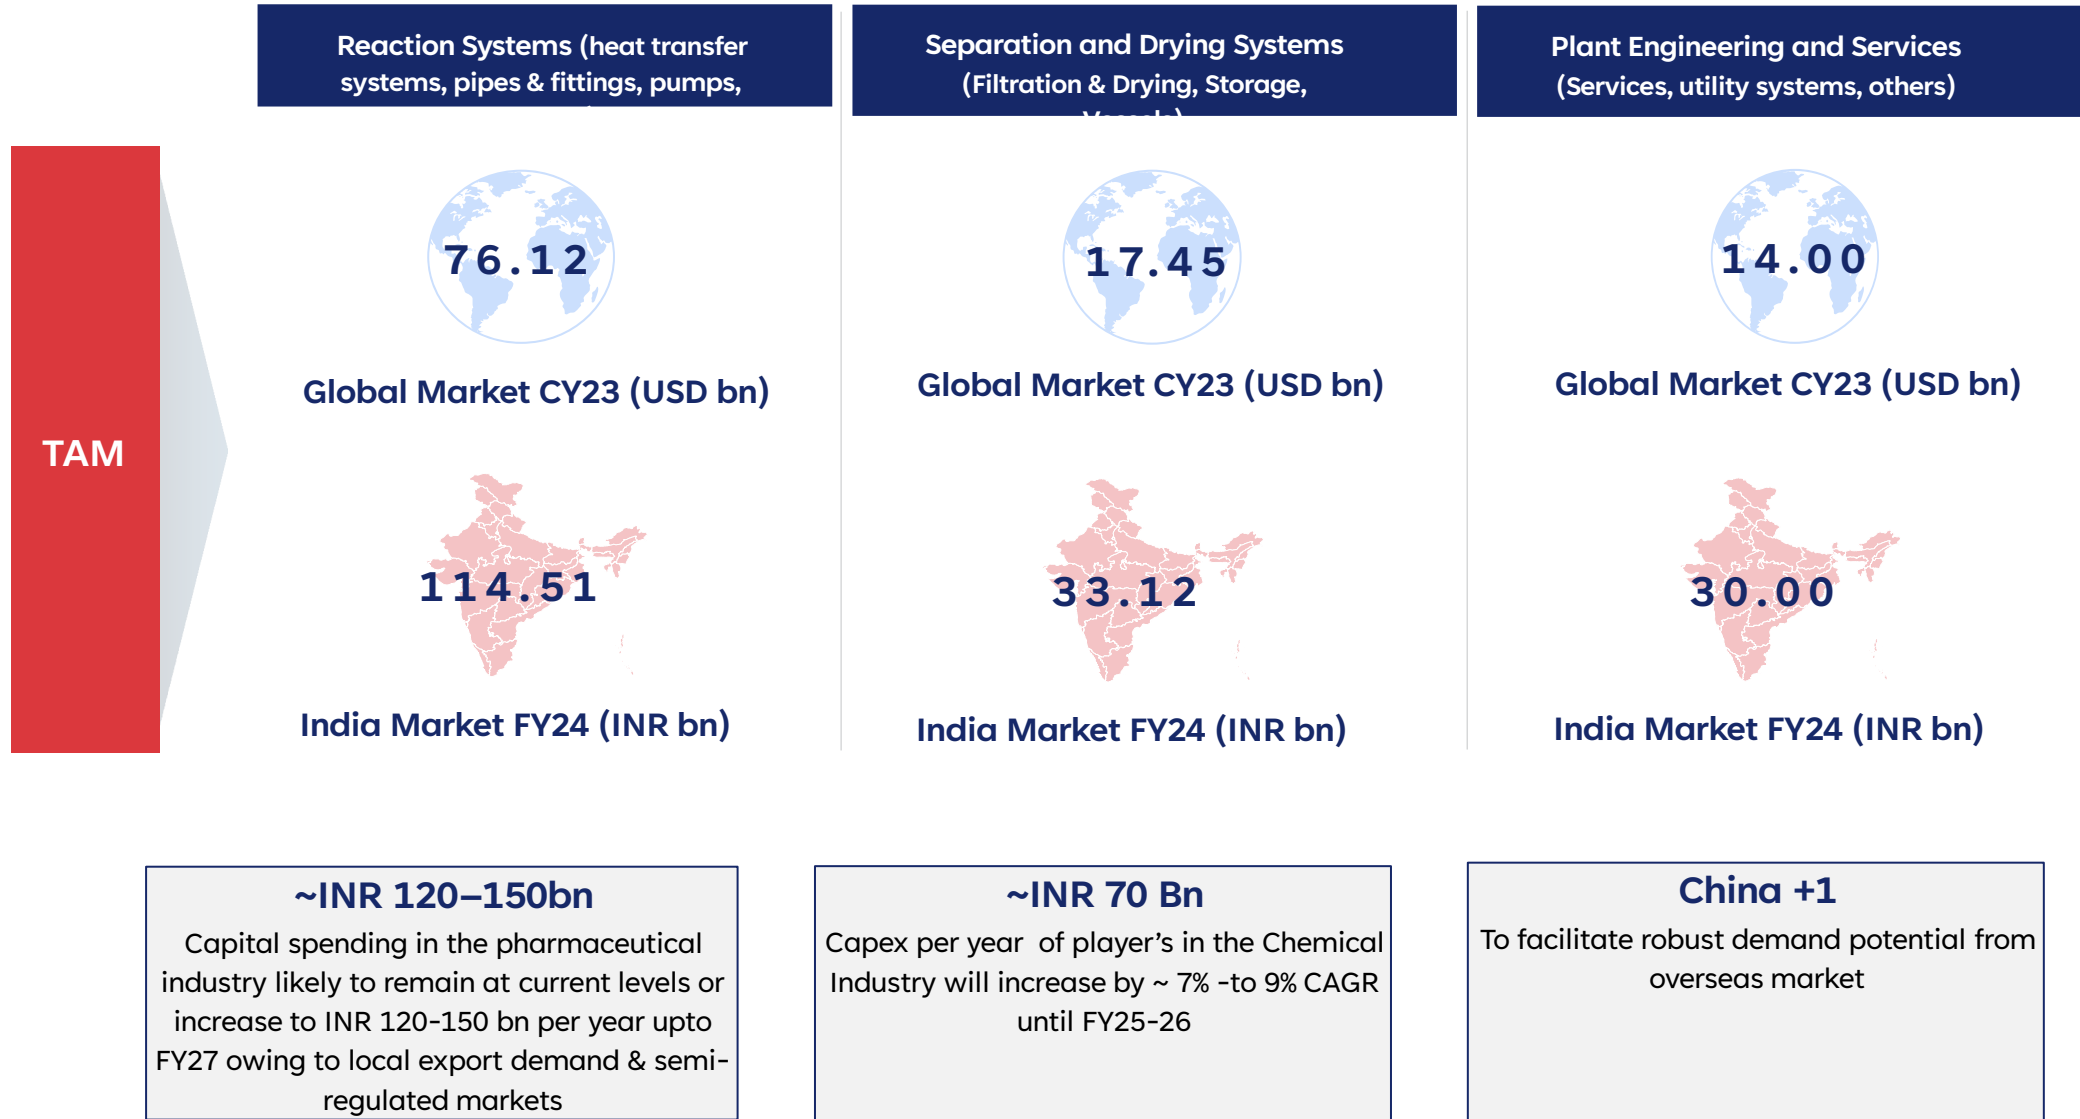 Reaction Systems (heat transfer
systems, pipes & fittings, pumps,
Separation and Drying Systems
(Filtration & Drying, Storage,
Vessels)
Plant Engineering and Services
(Services, utility systems, others)
TAM
76.12
Global Market CY23 (USD bn)
17.45
Global Market CY23 (USD bn)
14.00
Global Market CY23 (USD bn)
114.51
India Market FY24 (INR bn)
33.12
India Market FY24 (INR bn)
30.00
India Market FY24 (INR bn)
~INR 120–150bn
Capital spending in the pharmaceutical
industry likely to remain at current levels or
increase to INR 120-150 bn per year upto
FY27 owing to local export demand & semi-
regulated markets
~INR 70 Bn
Capex per year of player's in the Chemical
Industry will increase by ~ 7% -to 9% CAGR
until FY25-26
China +1
To facilitate robust demand potential from
overseas market